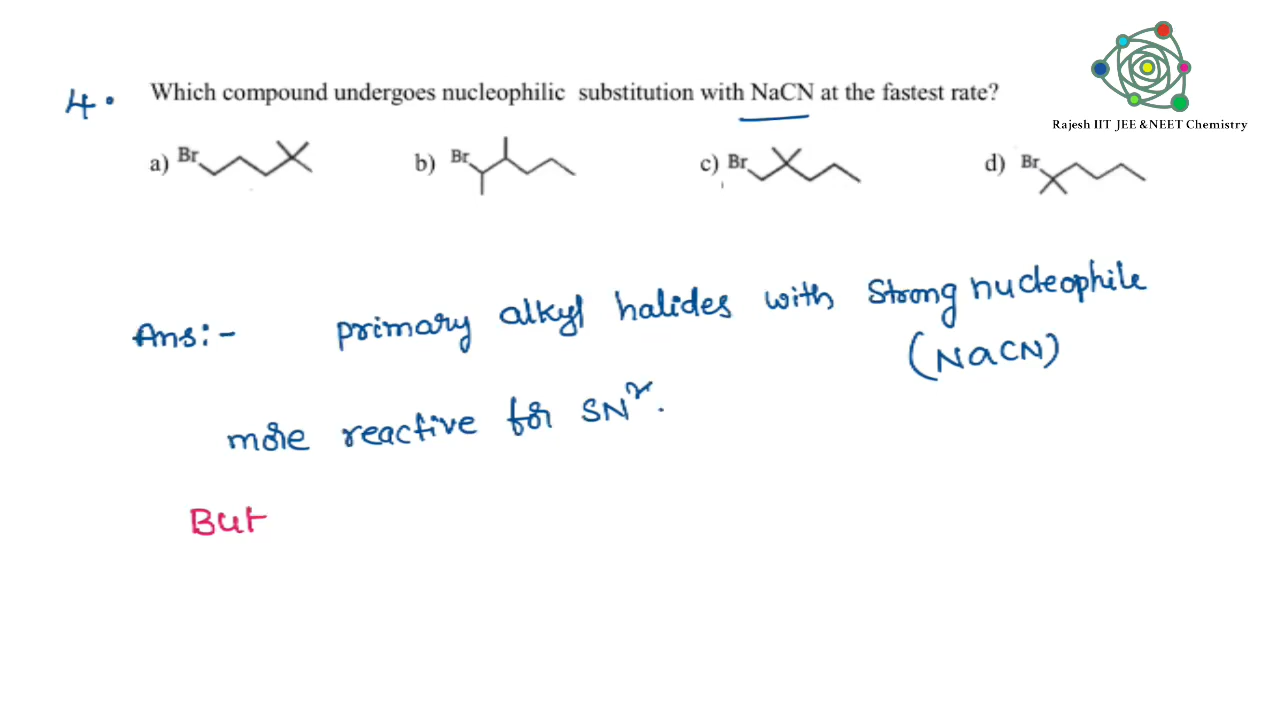 Rajesh IIT JEE &NEET Chemistry
4. Which compound undergoes nucleophilic substitution with NaCN at the fastest rate?
a) Br b) Br c) Br d) Br
Ans:- primary alkyl halides with strong nucleophile
(NaCN)
more reactive for SN².
But